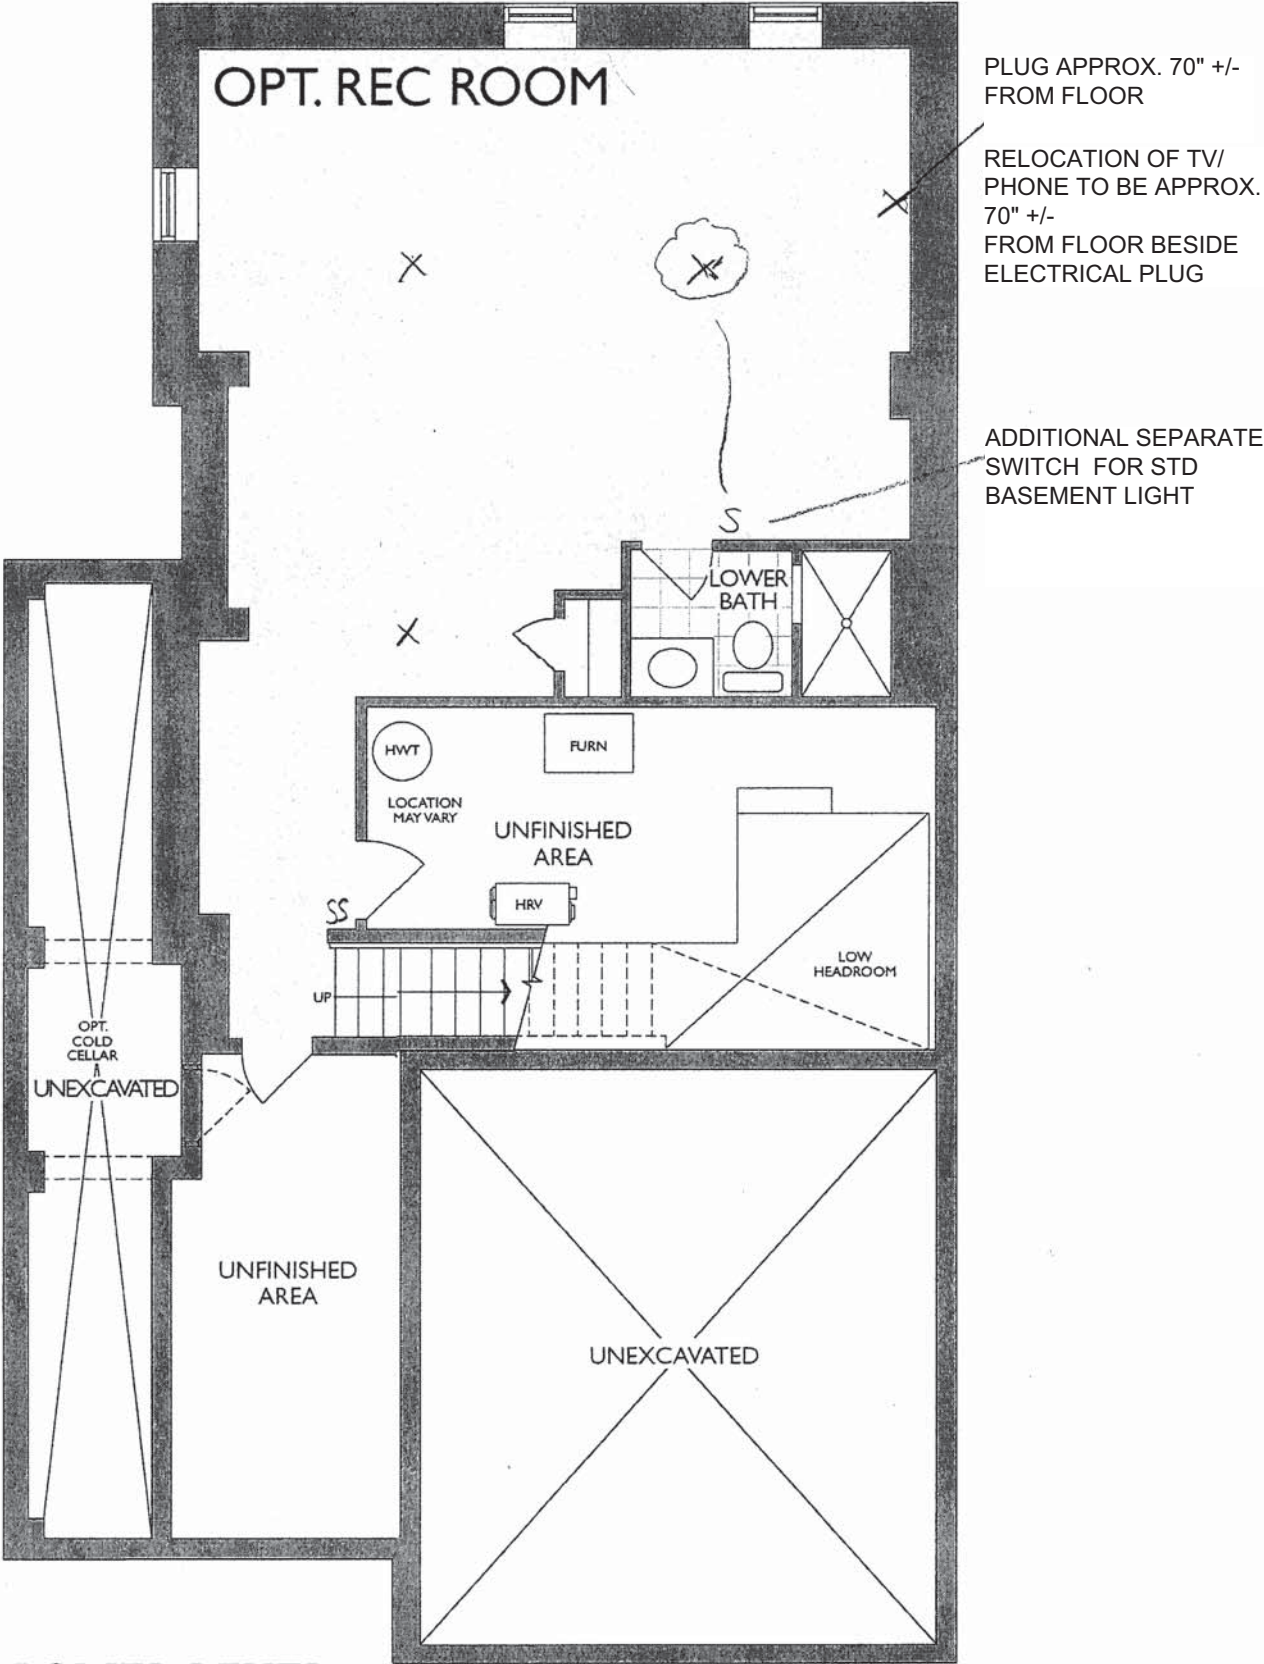 OPT. REC ROOM
PLUG APPROX. 70" +/-
FROM FLOOR
RELOCATION OF TV/
PHONE TO BE APPROX.
70" +/-
FROM FLOOR BESIDE
ELECTRICAL PLUG
X
X
X
ADDITIONAL SEPARATE
SWITCH FOR STD
BASEMENT LIGHT
S
LOWER
BATH
X
HWT
FURN
LOCATION
MAY VARY
UNFINISHED
AREA
HRV
SS
LOW
HEADROOM
UP
OPT.
COLD
CELLAR
UNEXCAVATED
UNFINISHED
AREA
UNEXCAVATED